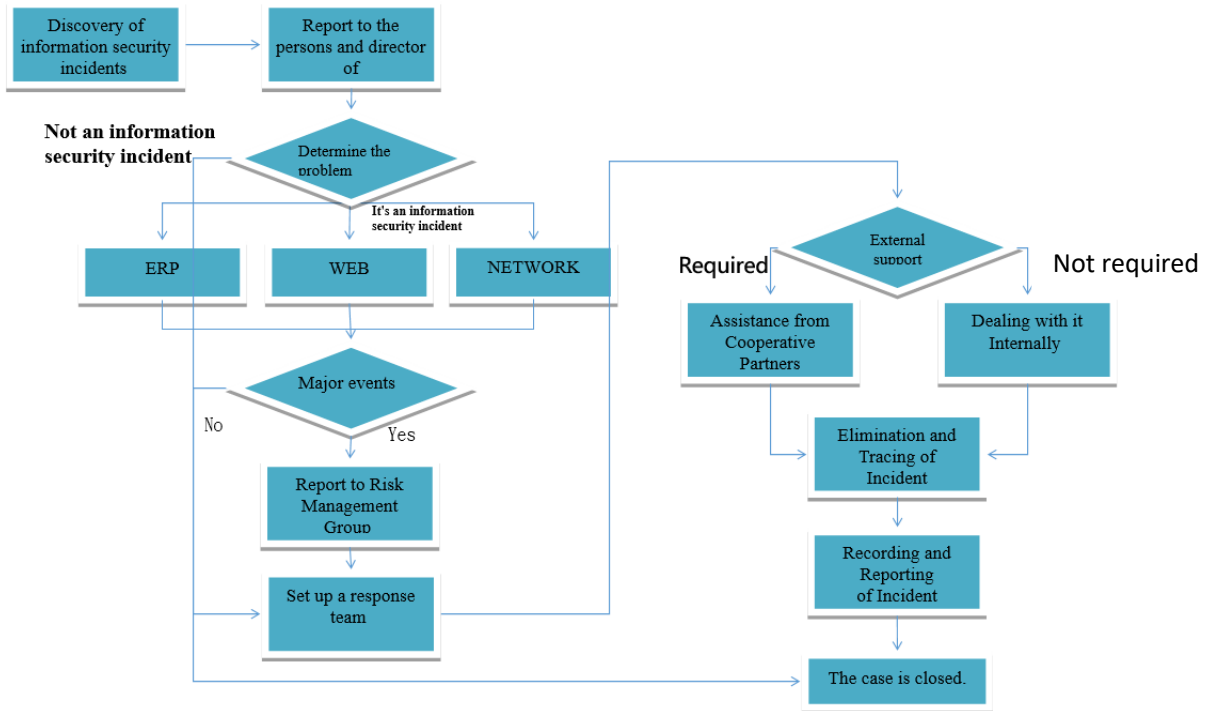 Discovery of
information security
incidents
Report to the
persons and director
of
Not an information
security incident
Determine the
problem
It's an information
security incident
ERP
WEB
NETWORK
Major events
No
Yes
Report to Risk
Management
Group
Set up a response
team
External
support
Required
Not required
Assistance from
Cooperative
Partners
Dealing with it
Internally
Elimination and
Tracing of
Incident
Recording and
Reporting
of Incident
The case is closed.